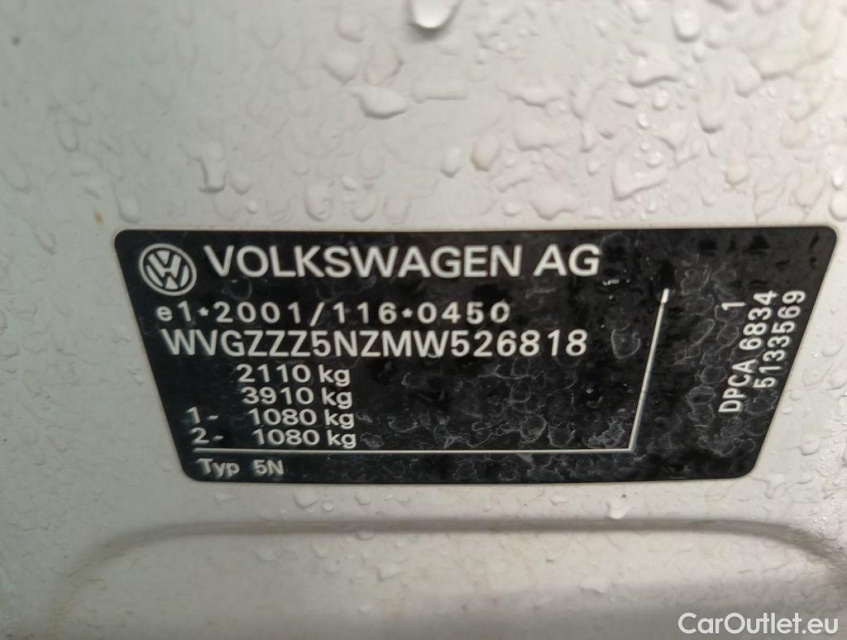 VOLKSWAGEN AG
e1*2001/116*0450
WVGZZZ5NZMW526818
2110 kg
3910 kg
1- 1080 kg
2- 1080 kg
Typ 5N
1
DPCA 6834
5133569
CarOutlet.eu